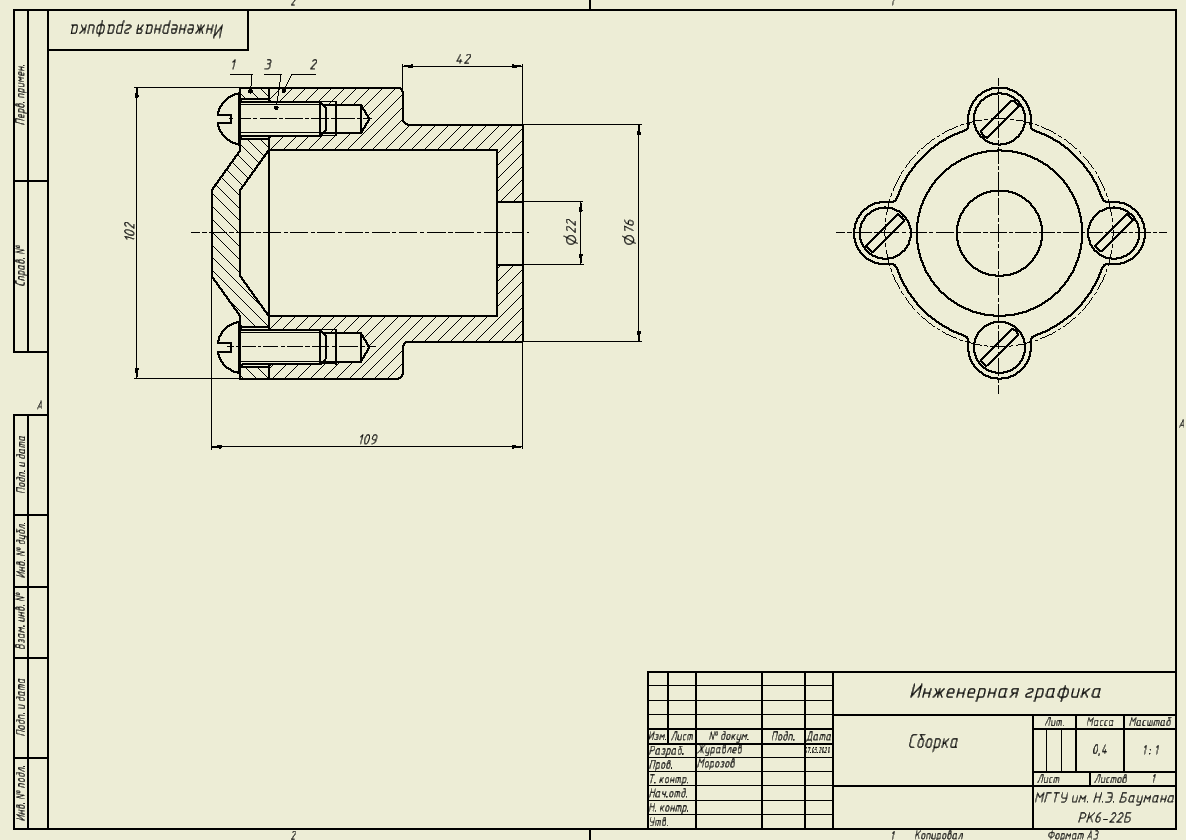 2
1
Инженерная графика
Перв. примен.
Справ. №
1 3 2
42
102
⌀22
⌀76
109
А
А
Подп. и дата
Инв. № дубл.
Взам. инв. №
Подп. и дата
Инв. № подл.
Инженерная графика
Изм. Лист № докум. Подп. Дата
Разраб. Журавлев
Пров. Морозов
Т. контр.
Нач.отд.
Н. контр.
Утв.
Сборка
Лит. Масса Масштаб
0,4 1:1
Лист Листов 1
МГТУ им. Н.Э. Баумана
РК6-22Б
2
1 Копировал Формат А3